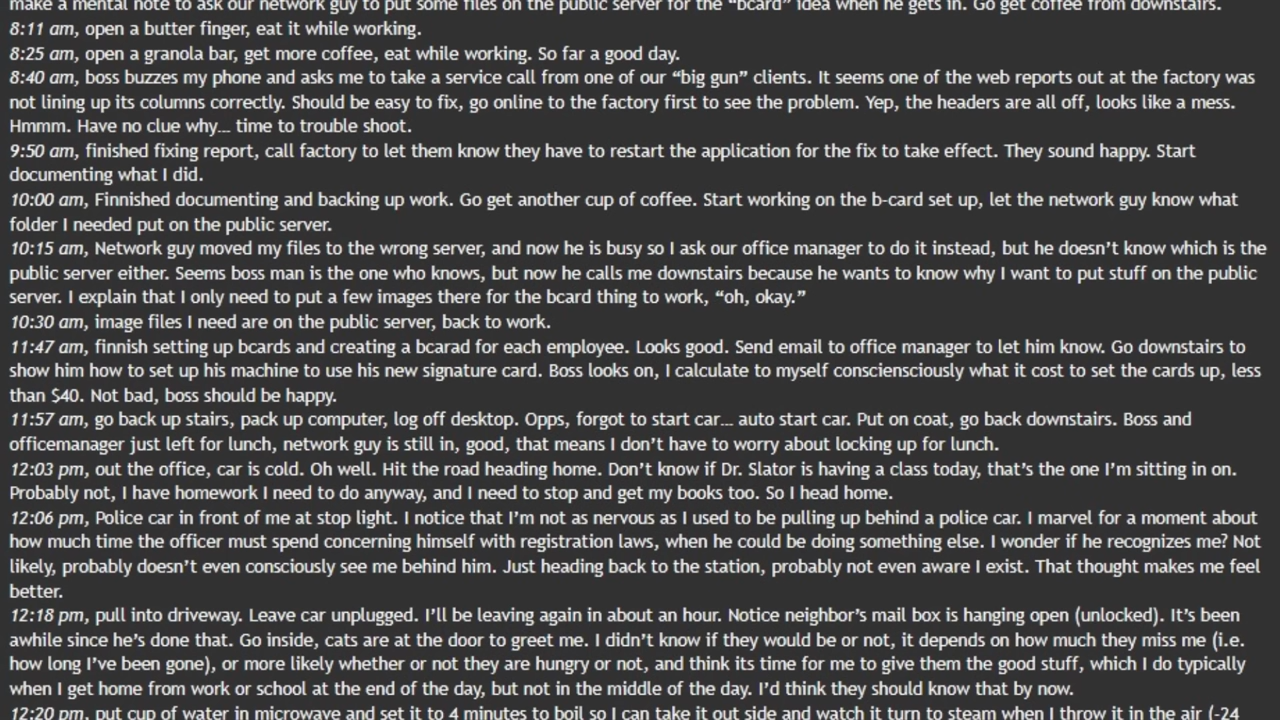 make a mental note to ask our network guy to put some files on the public server for the “bcard” idea when he gets in. Go get coffee from downstairs.
8:11 am, open a butter finger, eat it while working.
8:25 am, open a granola bar, get more coffee, eat while working. So far a good day.
8:40 am, boss buzzes my phone and asks me to take a service call from one of our “big gun” clients. It seems one of the web reports out at the factory was
not lining up its columns correctly. Should be easy to fix, go online to the factory first to see the problem. Yep, the headers are all off, looks like a mess.
Hmmm. Have no clue why… time to trouble shoot.
9:50 am, finished fixing report, call factory to let them know they have to restart the application for the fix to take effect. They sound happy. Start
documenting what I did.
10:00 am, Finnished documenting and backing up work. Go get another cup of coffee. Start working on the b-card set up, let the network guy know what
folder I needed put on the public server.
10:15 am, Network guy moved my files to the wrong server, and now he is busy so I ask our office manager to do it instead, but he doesn’t know which is the
public server either. Seems boss man is the one who knows, but now he calls me downstairs because he wants to know why I want to put stuff on the public
server. I explain that I only need to put a few images there for the bcard thing to work, “oh, okay.”
10:30 am, image files I need are on the public server, back to work.
11:47 am, finnish setting up bcards and creating a bcarad for each employee. Looks good. Send email to office manager to let him know. Go downstairs to
show him how to set up his machine to use his new signature card. Boss looks on, I calculate to myself consciensciously what it cost to set the cards up, less
than $40. Not bad, boss should be happy.
11:57 am, go back up stairs, pack up computer, log off desktop. Opps, forgot to start car… auto start car. Put on coat, go back downstairs. Boss and
officemanager just left for lunch, network guy is still in, good, that means I don’t have to worry about locking up for lunch.
12:03 pm, out the office, car is cold. Oh well. Hit the road heading home. Don’t know if Dr. Slator is having a class today, that’s the one I’m sitting in on.
Probably not, I have homework I need to do anyway, and I need to stop and get my books too. So I head home.
12:06 pm, Police car in front of me at stop light. I notice that I’m not as nervous as I used to be pulling up behind a police car. I marvel for a moment about
how much time the officer must spend concerning himself with registration laws, when he could be doing something else. I wonder if he recognizes me? Not
likely, probably doesn’t even consciously see me behind him. Just heading back to the station, probably not even aware I exist. That thought makes me feel
better.
12:18 pm, pull into driveway. Leave car unplugged. I’ll be leaving again in about an hour. Notice neighbor’s mail box is hanging open (unlocked). It’s been
awhile since he’s done that. Go inside, cats are at the door to greet me. I didn’t know if they would be or not, it depends on how much they miss me (i.e.
how long I’ve been gone), or more likely whether or not they are hungry or not, and think its time for me to give them the good stuff, which I do typically
when I get home from work or school at the end of the day, but not in the middle of the day. I’d think they should know that by now.
12:20 pm, put cup of water in microwave and set it to 4 minutes to boil so I can take it out side and watch it turn to steam when I throw it in the air (-24